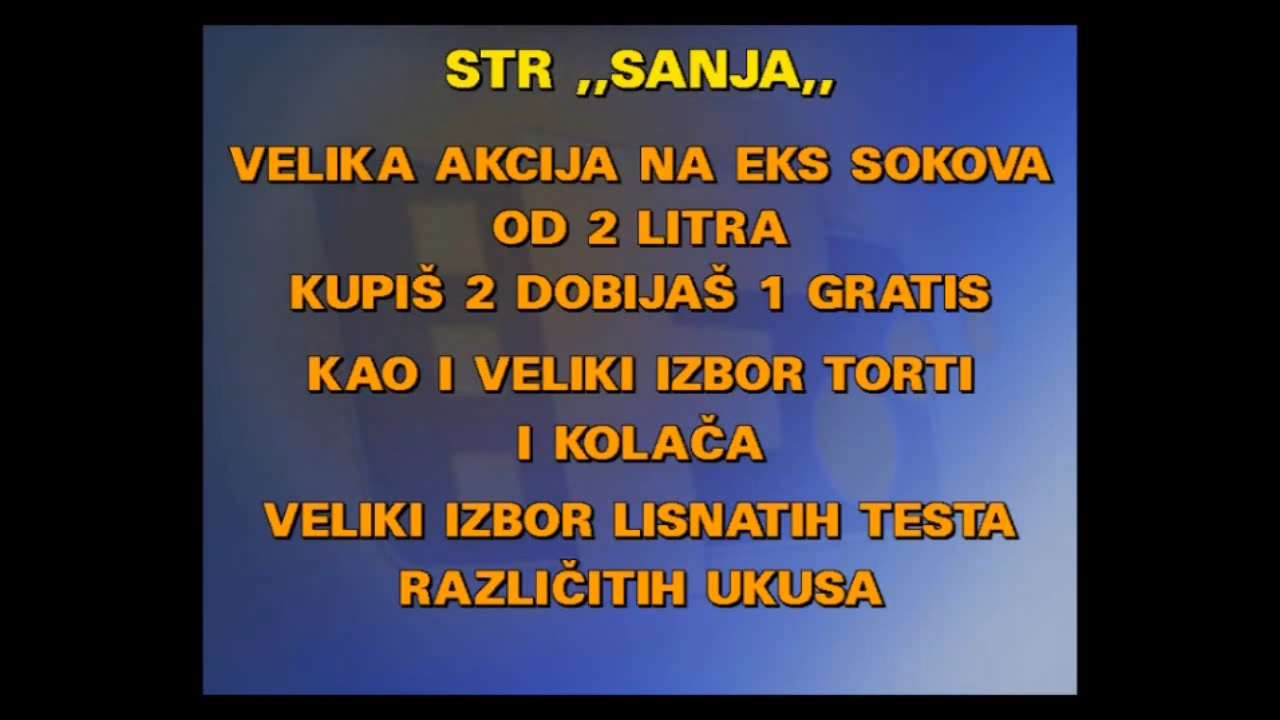 STR ,,SANJA,,
VELIKA AKCIJA NA EKS SOKOVA
OD 2 LITRA
KUPIŠ 2 DOBIJAŠ 1 GRATIS
KAO I VELIKI IZBOR TORTI
I KOLAČA
VELIKI IZBOR LISNATIH TESTA
RAZLIČITIH UKUSA